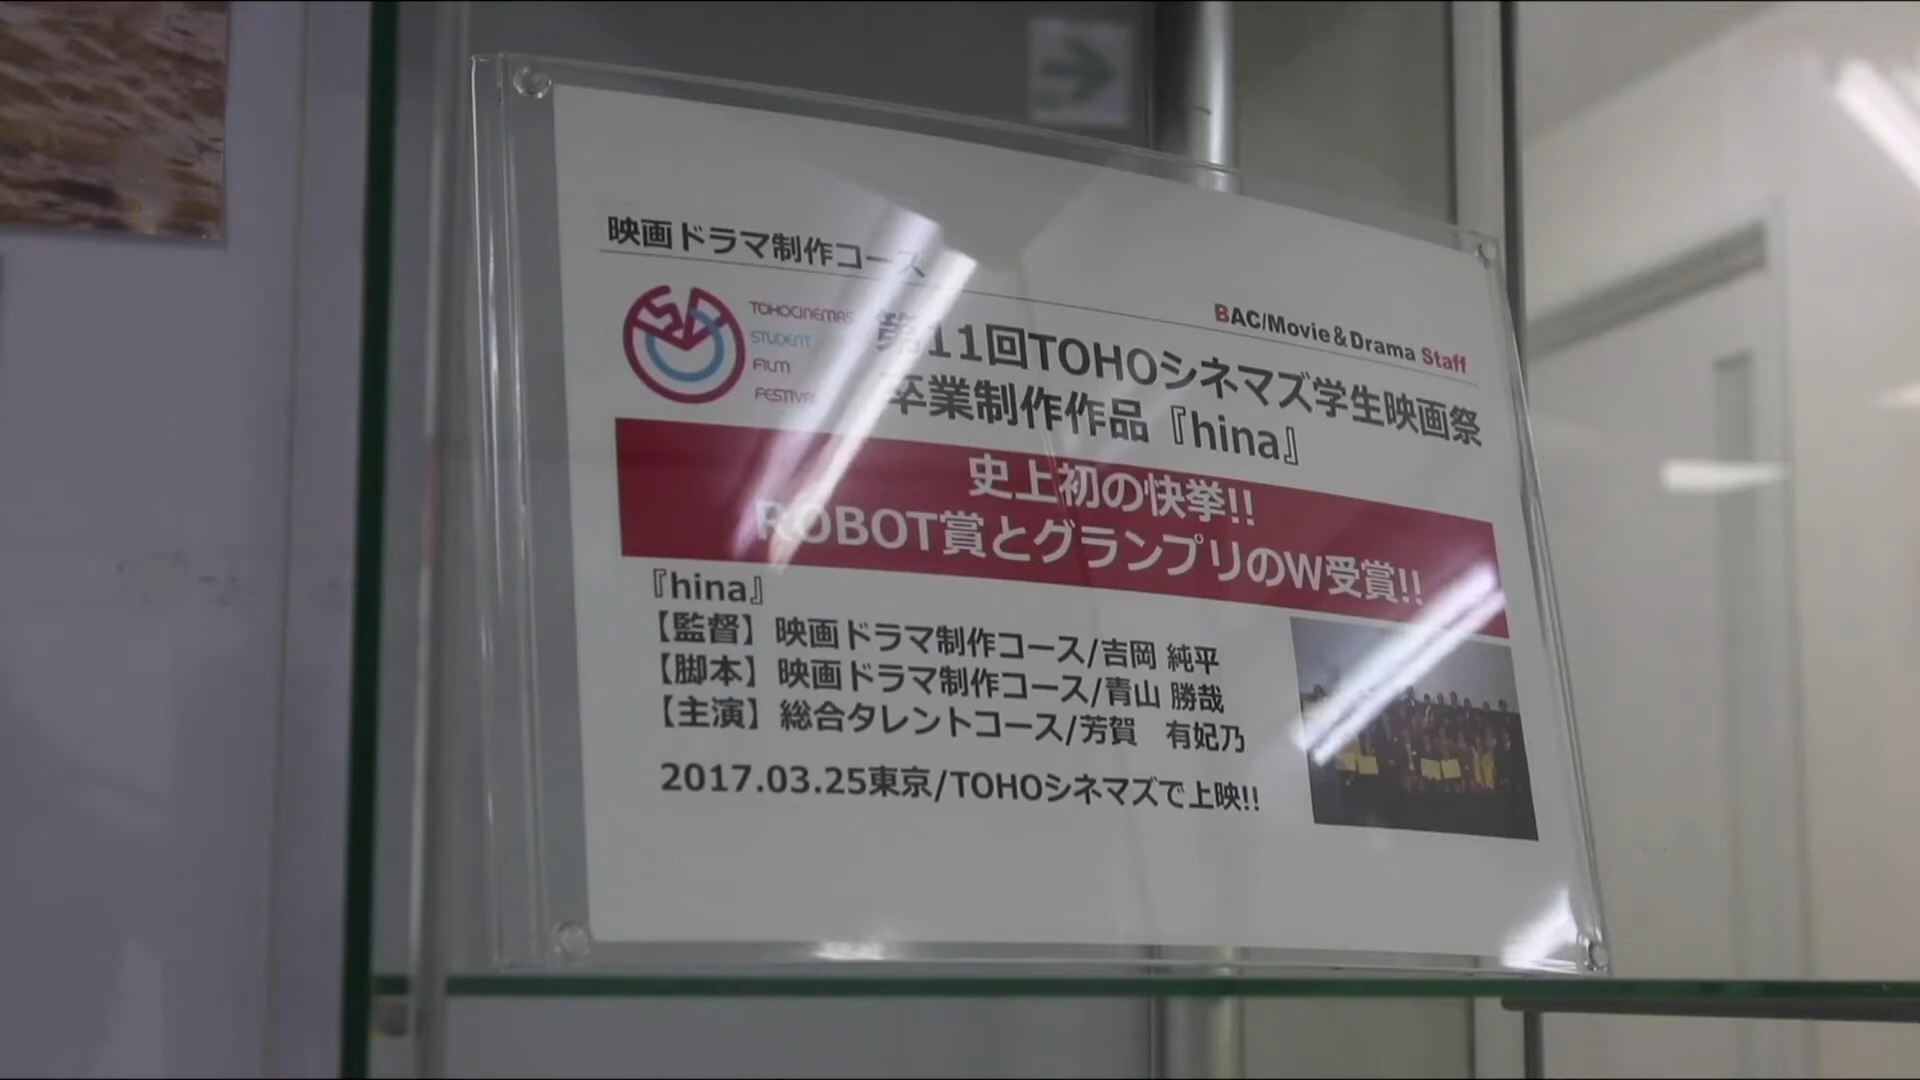 映画ドラマ制作コース
BAC/Movie&Drama Staff
TOHOCINEMAS
STUDENT
FILM
FESTIVAL
第11回TOHOシネマズ学生映画祭
卒業制作作品『hina』
史上初の快挙!!
ROBOT賞とグランプリのW受賞!!
『hina』
【監督】映画ドラマ制作コース/吉岡 純平
【脚本】映画ドラマ制作コース/青山 勝哉
【主演】総合タレントコース/芳賀 有妃乃
2017.03.25東京/TOHOシネマズで上映!!